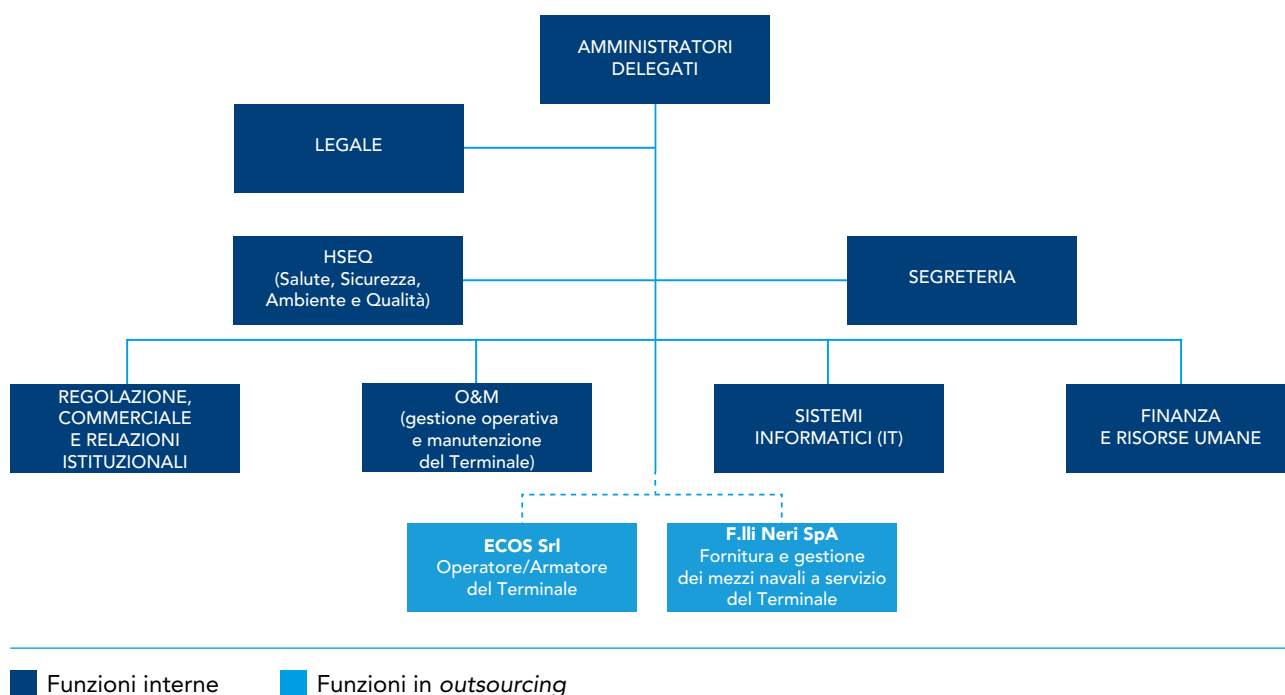 AMMINISTRATORI
DELEGATI
LEGALE
HSEQ
(Salute, Sicurezza,
Ambiente e Qualità)
SEGRETERIA
REGOLAZIONE,
COMMERCIALE
E RELAZIONI
ISTITUZIONALI
O&M
(gestione operativa
e manutenzione
del Terminale)
SISTEMI
INFORMATICI (IT)
FINANZA
E RISORSE UMANE
ECOS Srl
Operatore/Armatore
del Terminale
F.lli Neri SpA
Fornitura e gestione
dei mezzi navali a servizio
del Terminale
Funzioni interne
Funzioni in outsourcing